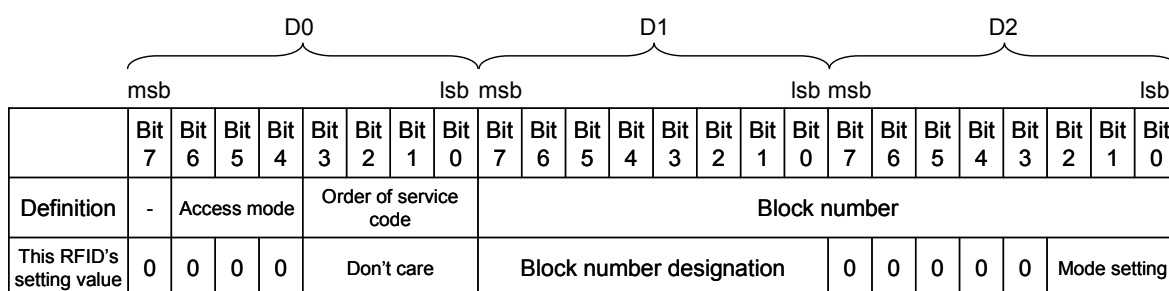 D0 D1 D2
msb lsb msb lsb msb lsb
Bit 7 Bit 6 Bit 5 Bit 4 Bit 3 Bit 2 Bit 1 Bit 0 Bit 7 Bit 6 Bit 5 Bit 4 Bit 3 Bit 2 Bit 1 Bit 0 Bit 7 Bit 6 Bit 5 Bit 4 Bit 3 Bit 2 Bit 1 Bit 0
Definition - Access mode Order of service code Block number
This RFID's setting value 0 0 0 0 Don't care Block number designation 0 0 0 0 0 Mode setting